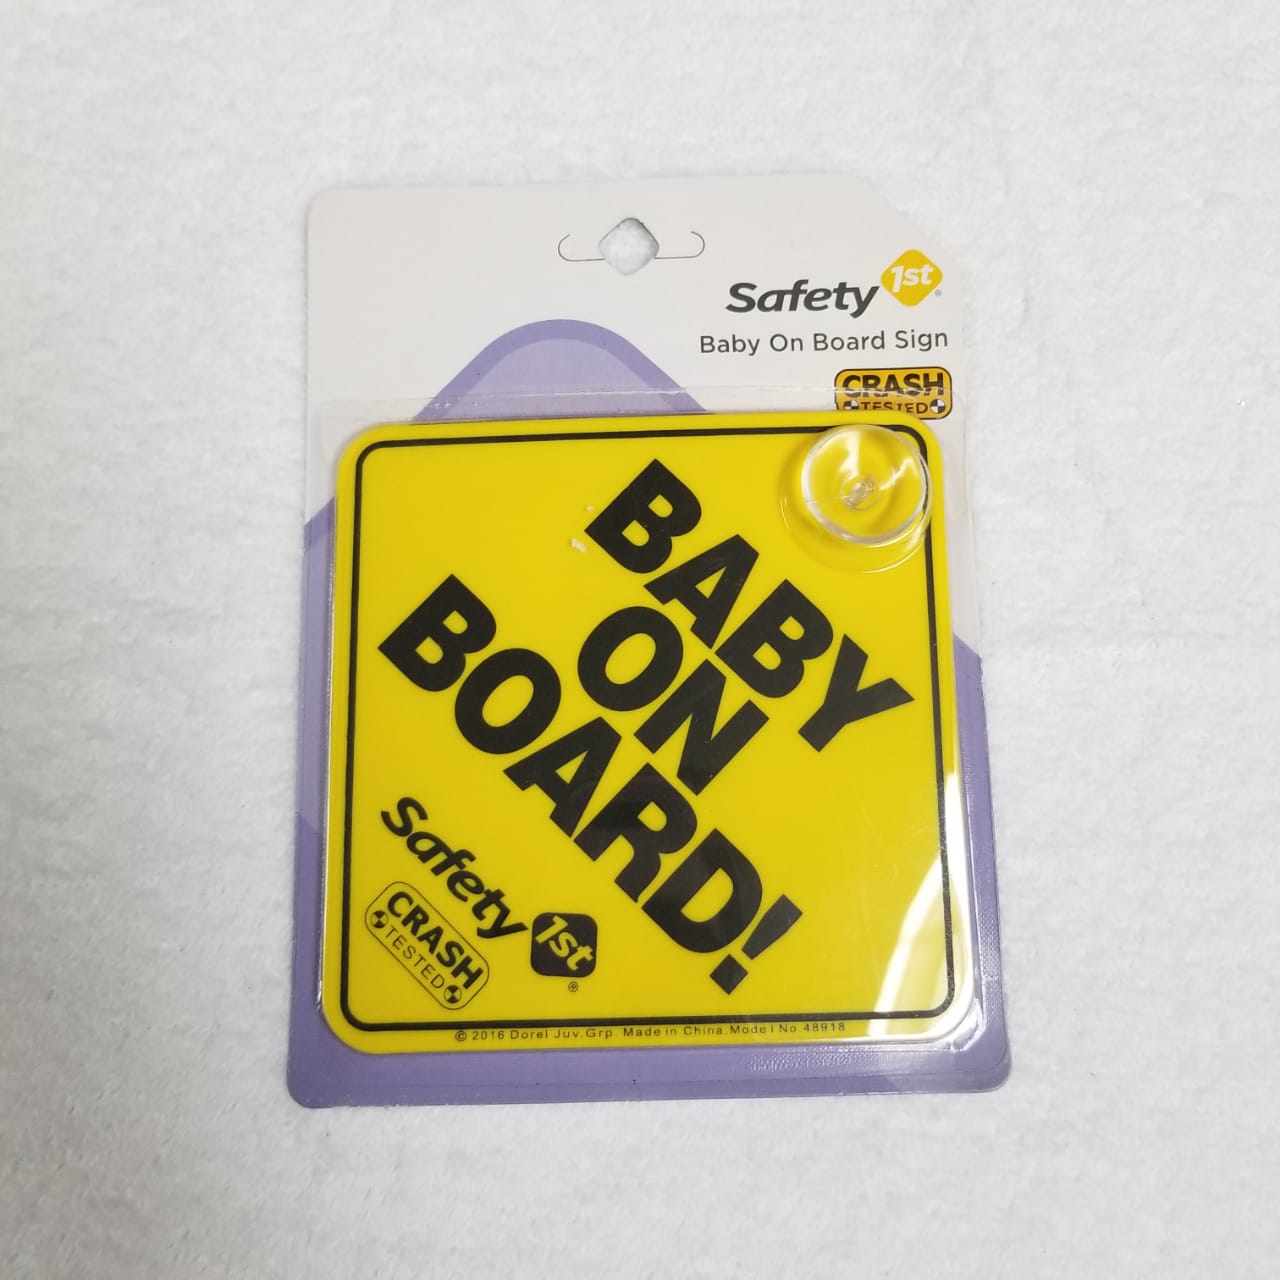 Safety 1st®
Baby On Board Sign
CRASH
TESTED
BABY
ON
BOARD!
Safety 1st®
CRASH
TESTED
© 2016 Dorel Juv.Grp. Made in China.Model No.48918